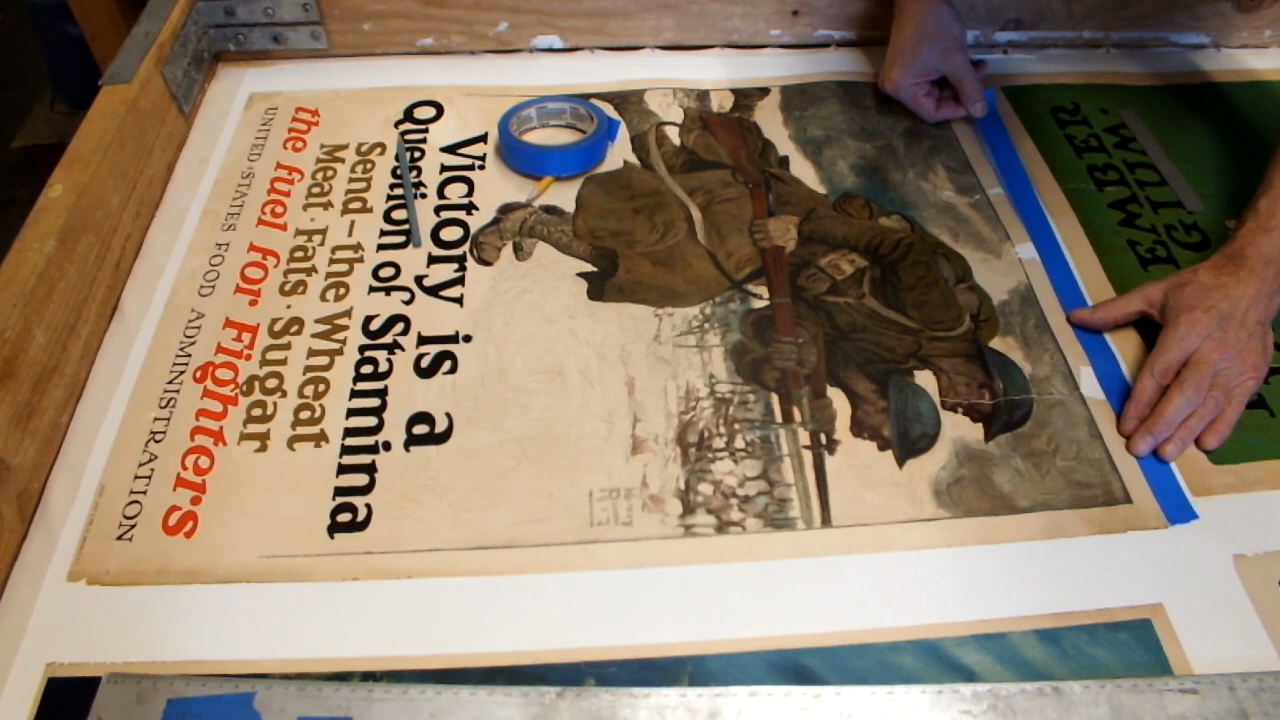 Victory is a
Question of Stamina
Send - the Wheat
Meat · Fats · Sugar
the fuel for Fighters
UNITED · STATES FOOD ADMINISTRATION
EMBER
GIUM.